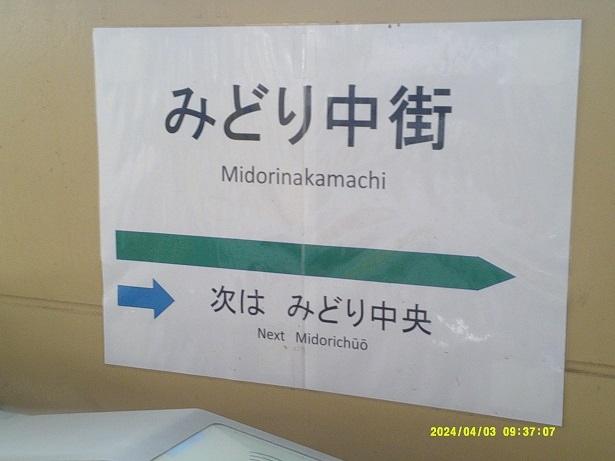 みどり中街
Midorinakamachi
次は みどり中央
Next Midorichūō
2024/04/03 09:37:07